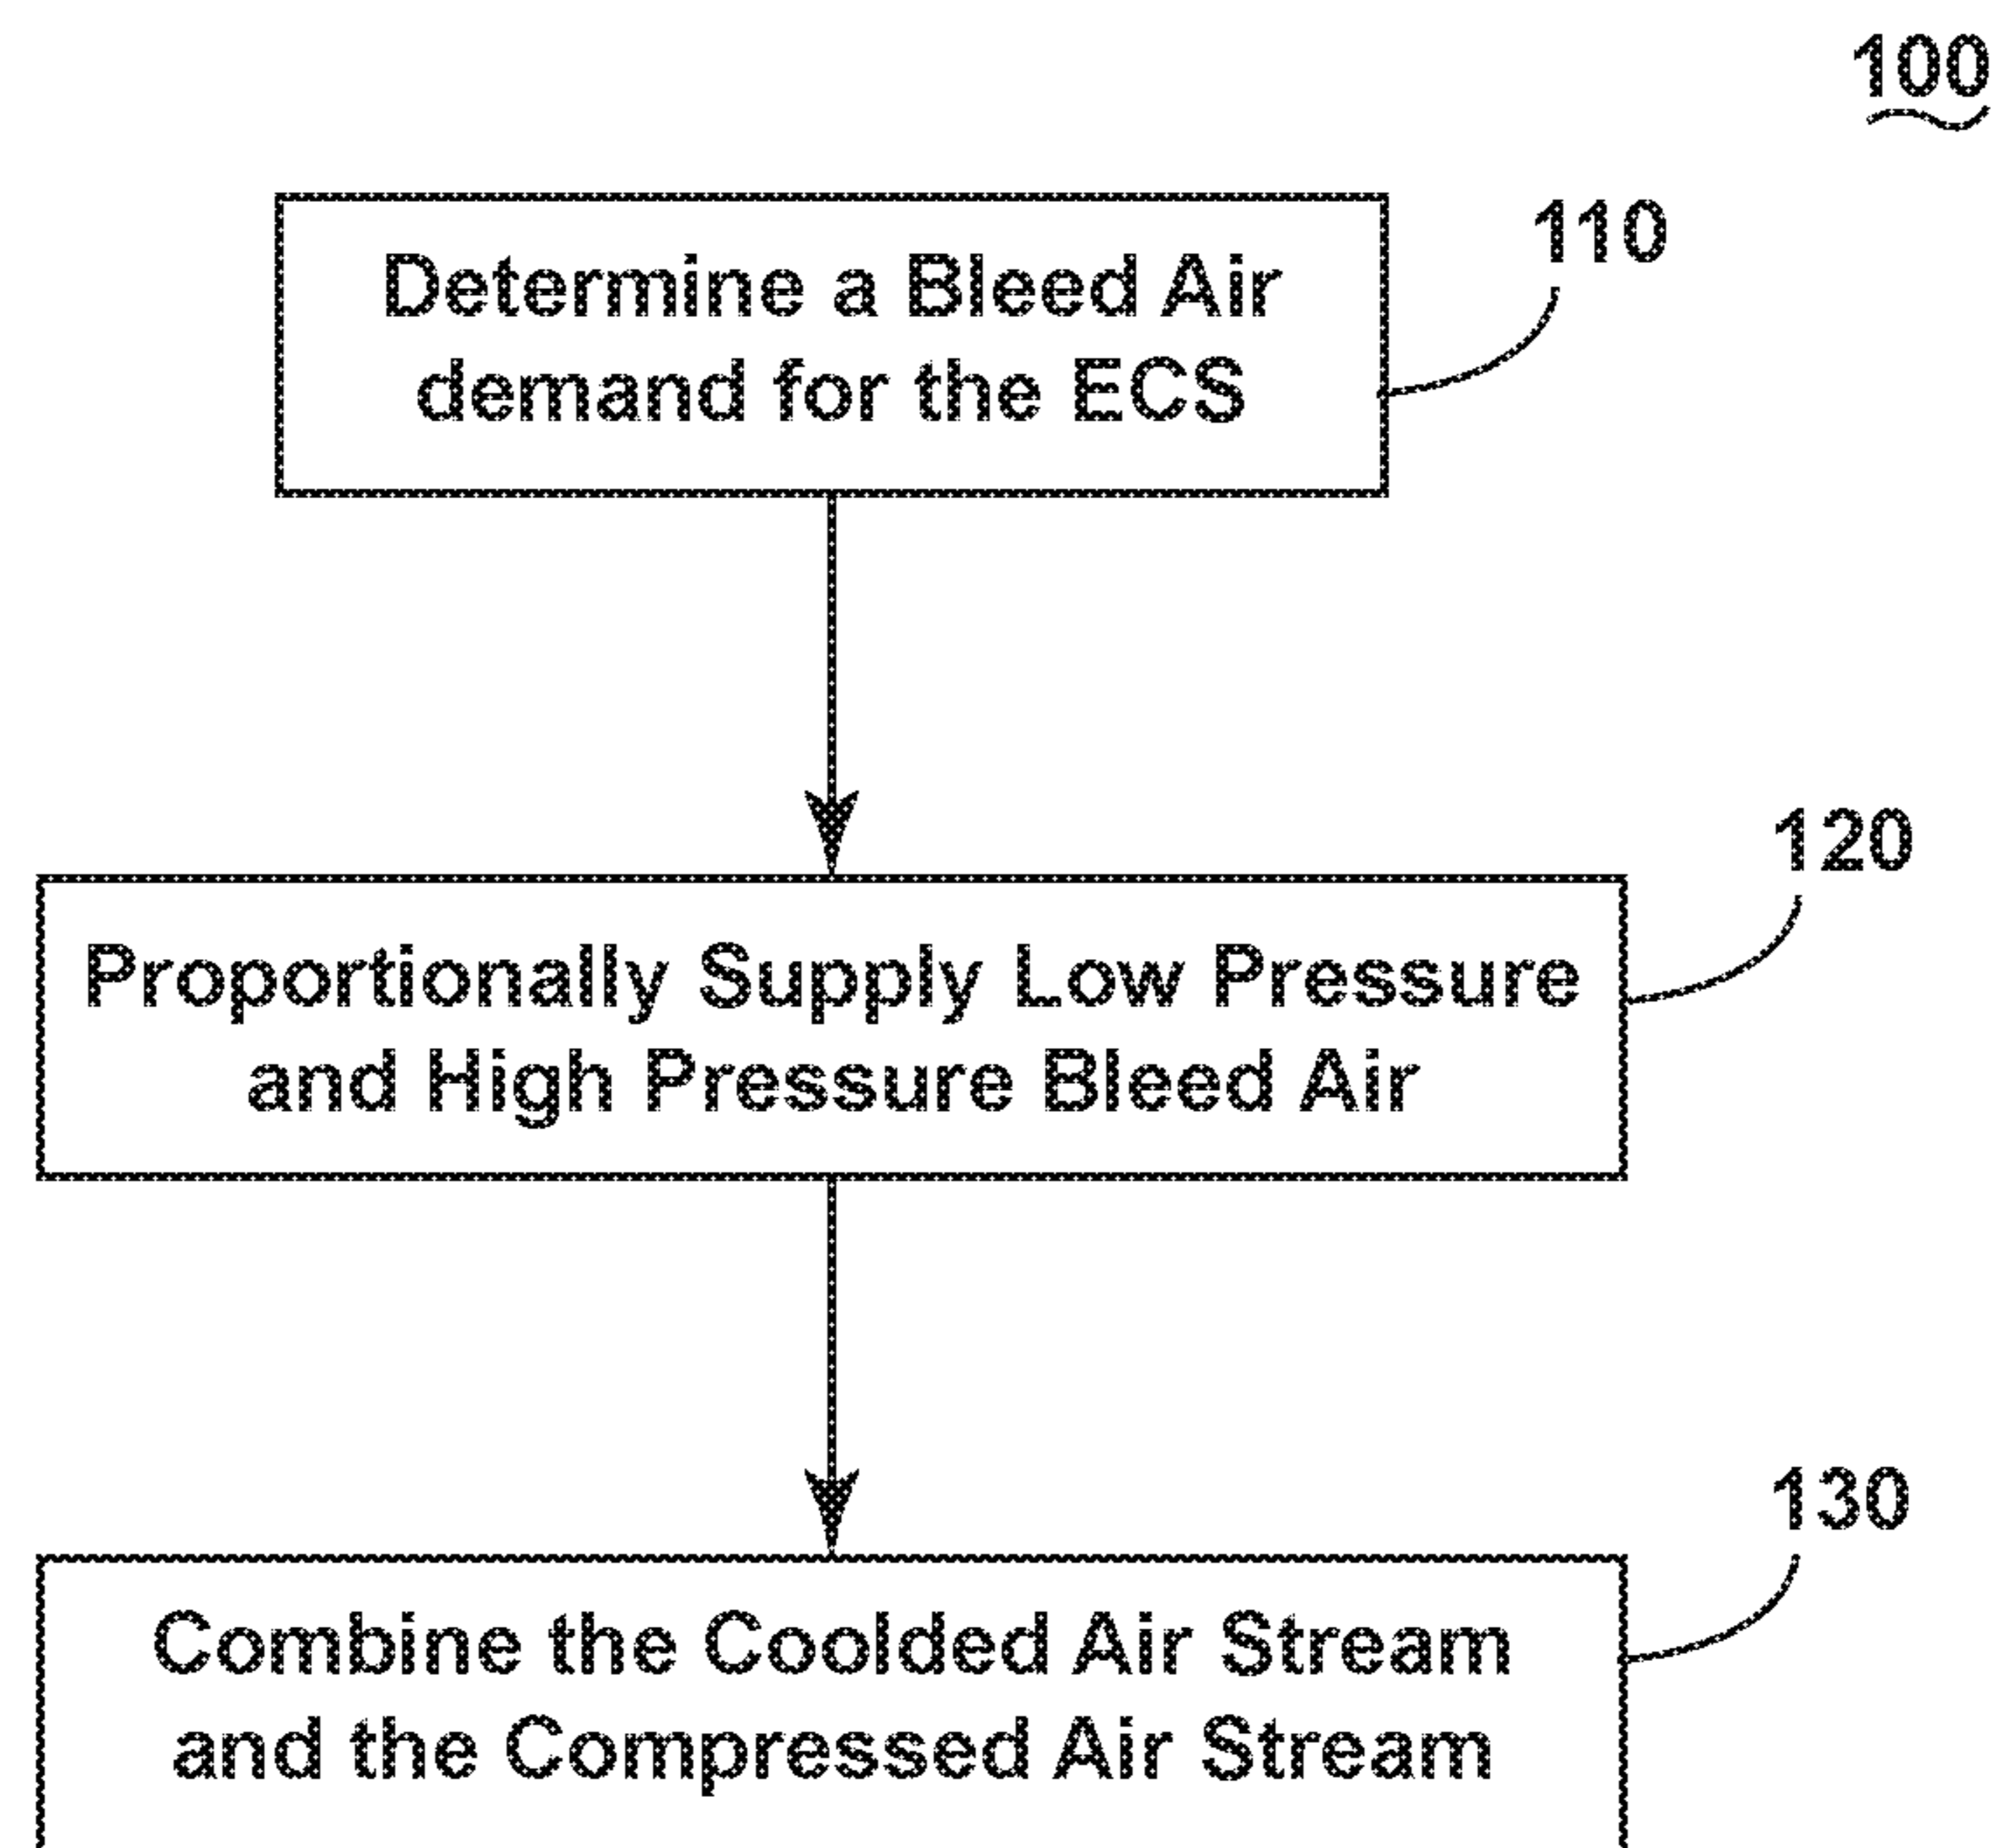 100
110
Determine a Bleed Air
demand for the ECS
120
Proportionally Supply Low Pressure
and High Pressure Bleed Air
130
Combine the Coolded Air Stream
and the Compressed Air Stream